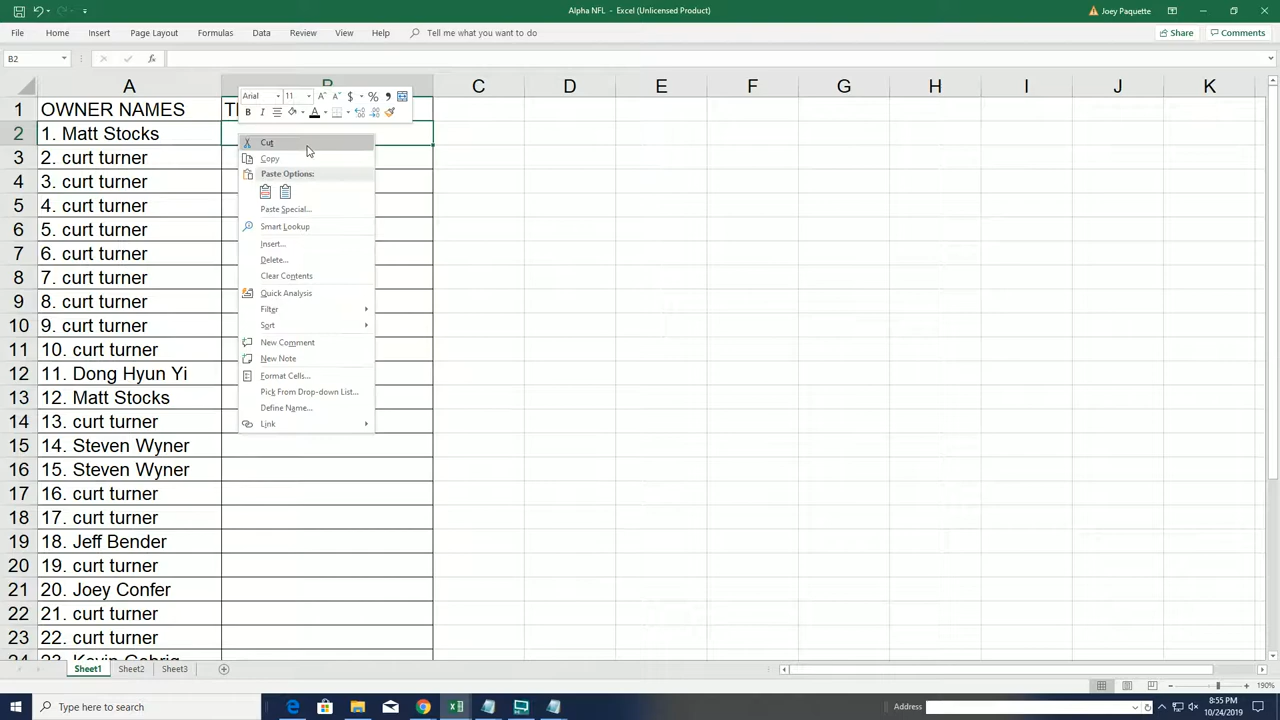 Alpha NFL - Excel (Unlicensed Product)
Joey Paquette
File Home Insert Page Layout Formulas Data Review View Help Tell me what you want to do
Share Comments
B2
fx
A B C D E F G H I J K
Arial 11
$ %
B I A
1 OWNER NAMES
2 1. Matt Stocks
3 2. curt turner
4 3. curt turner
5 4. curt turner
6 5. curt turner
7 6. curt turner
8 7. curt turner
9 8. curt turner
10 9. curt turner
11 10. curt turner
12 11. Dong Hyun Yi
13 12. Matt Stocks
14 13. curt turner
15 14. Steven Wyner
16 15. Steven Wyner
17 16. curt turner
18 17. curt turner
19 18. Jeff Bender
20 19. curt turner
21 20. Joey Confer
22 21. curt turner
23 22. curt turner
24 23. Kevin Gehrig
Cut
Copy
Paste Options:
Paste Special...
Smart Lookup
Insert...
Delete...
Clear Contents
Quick Analysis
Filter
Sort
New Comment
New Note
Format Cells...
Pick From Drop-down List...
Define Name...
Link
Sheet1 Sheet2 Sheet3
190%
Type here to search
Address
8:55 PM
10/24/2019